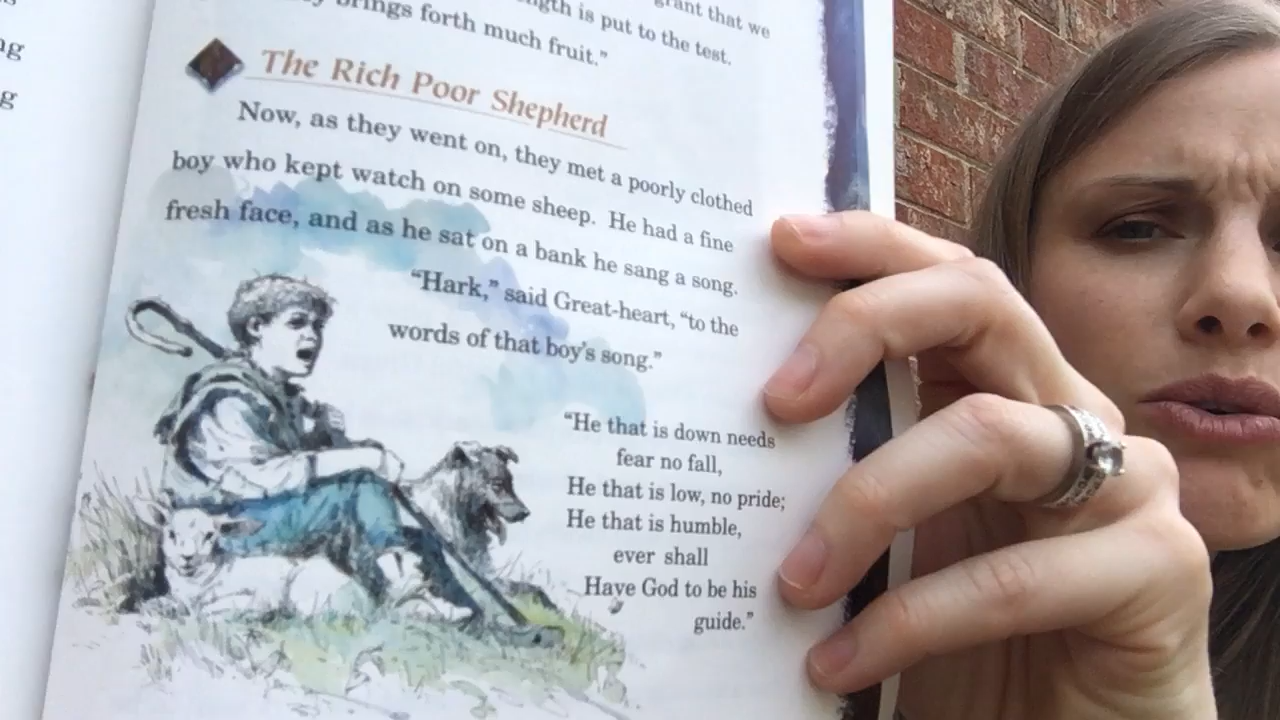 grant that we
ngth is put to the test.
brings forth much fruit."
The Rich Poor Shepherd
Now, as they went on, they met a poorly clothed
boy who kept watch on some sheep. He had a fine
fresh face, and as he sat on a bank he sang a song.
"Hark," said Great-heart, "to the
words of that boy's song."
"He that is down needs
fear no fall,
He that is low, no pride;
He that is humble,
ever shall
Have God to be his
guide."